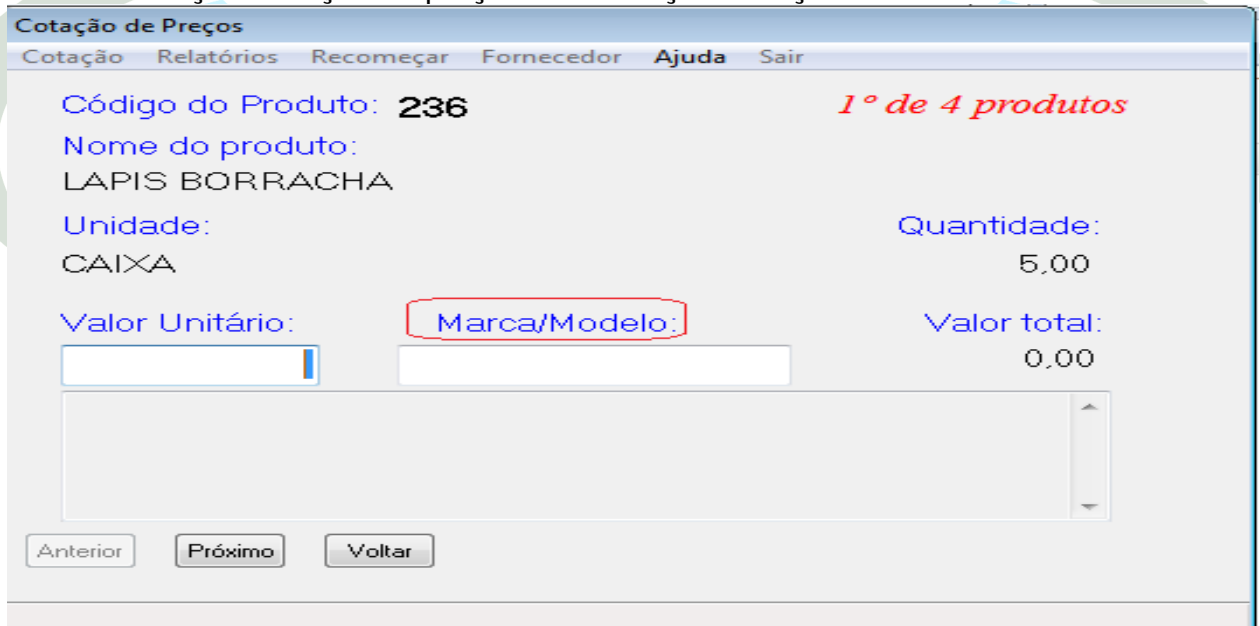 Cotação de Preços
Cotação Relatórios Recomeçar Fornecedor Ajuda Sair
Código do Produto: 236 1º de 4 produtos
Nome do produto:
LAPIS BORRACHA
Unidade: Quantidade:
CAIXA 5,00
Valor Unitário: Marca/Modelo: Valor total:
0,00
Anterior Próximo Voltar